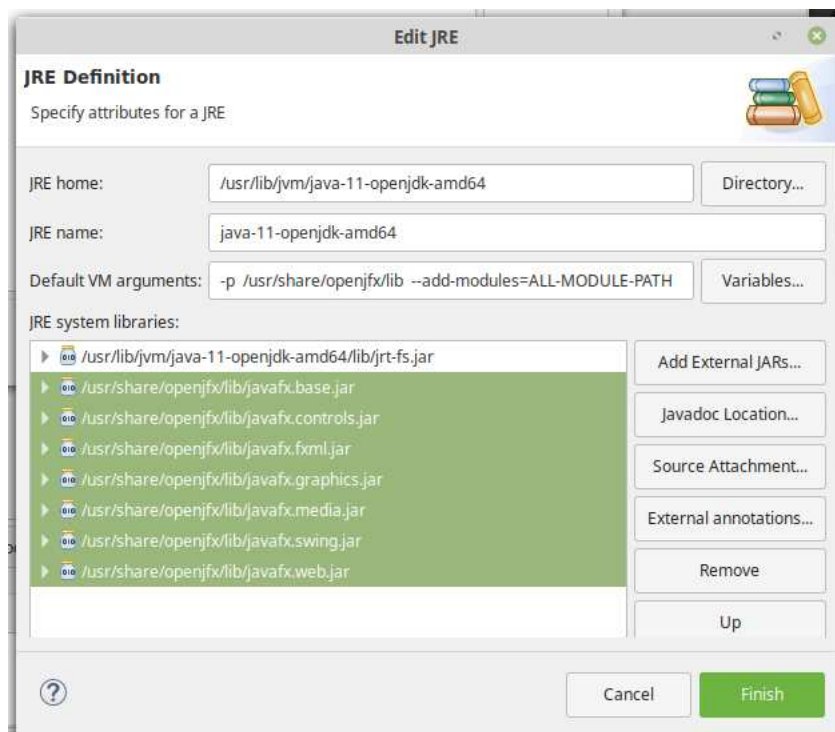 Edit JRE
JRE Definition
Specify attributes for a JRE
JRE home: /usr/lib/jvm/java-11-openjdk-amd64 Directory...
JRE name: java-11-openjdk-amd64
Default VM arguments: -p /usr/share/openjfx/lib --add-modules=ALL-MODULE-PATH Variables...
JRE system libraries:
/usr/lib/jvm/java-11-openjdk-amd64/lib/jrt-fs.jar
/usr/share/openjfx/lib/javafx.base.jar
/usr/share/openjfx/lib/javafx.controls.jar
/usr/share/openjfx/lib/javafx.fxml.jar
/usr/share/openjfx/lib/javafx.graphics.jar
/usr/share/openjfx/lib/javafx.media.jar
/usr/share/openjfx/lib/javafx.swing.jar
/usr/share/openjfx/lib/javafx.web.jar
Add External JARs...
Javadoc Location...
Source Attachment...
External annotations...
Remove
Up
? Cancel Finish